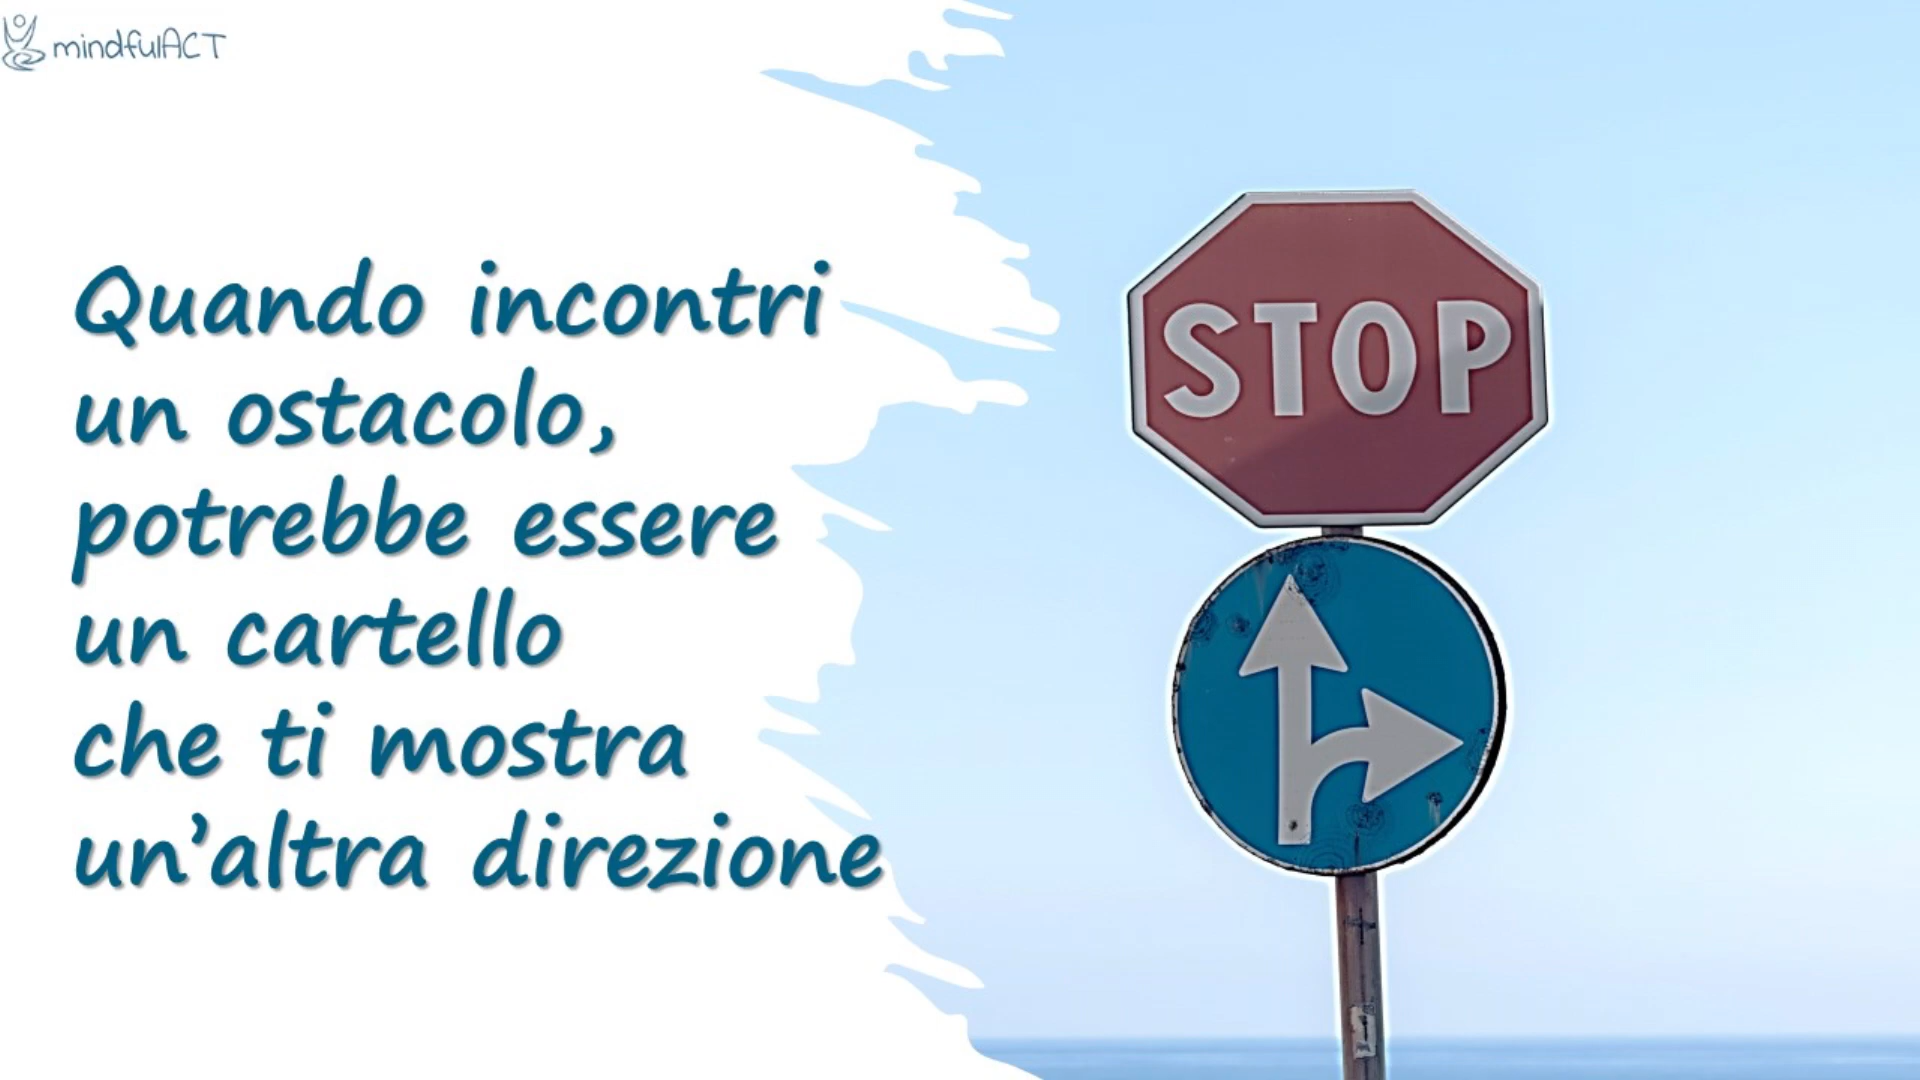 mindfulACT
Quando incontri
un ostacolo,
potrebbe essere
un cartello
che ti mostra
un’altra direzione
STOP